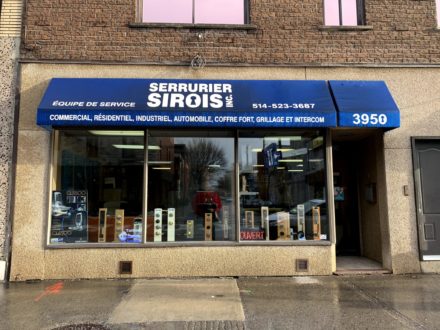 SERRURIER
SIROIS INC.
ÉQUIPE DE SERVICE
514-523-3687
COMMERCIAL, RÉSIDENTIEL, INDUSTRIEL, AUTOMOBILE, COFFRE FORT, GRILLAGE ET INTERCOM
3950
OUVERT